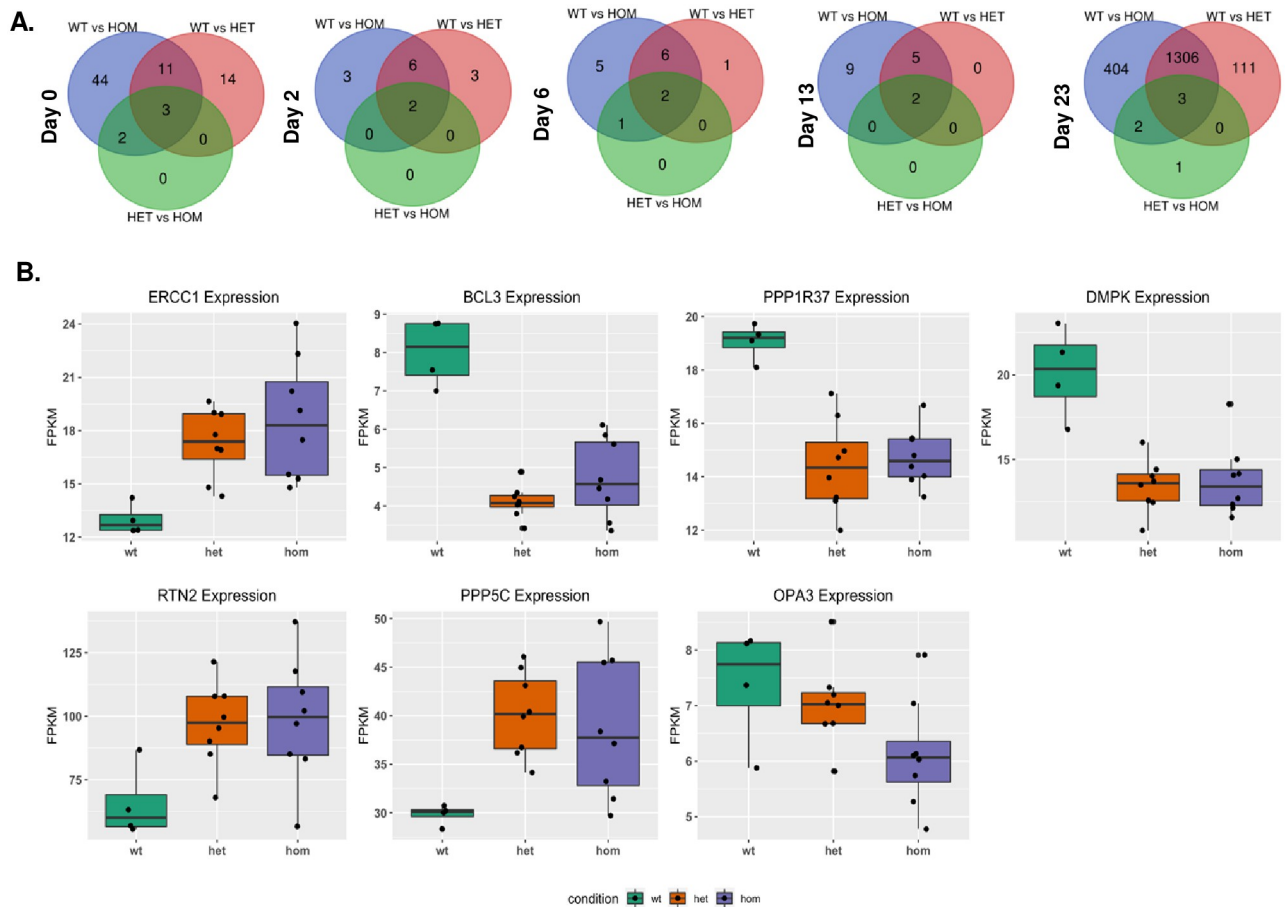 A.
WT vs HOM WT vs HET
44 11 14
3
2 0
0
HET vs HOM
Day 0
WT vs HOM WT vs HET
3 6 3
2
0 0
0
HET vs HOM
Day 2
WT vs HOM WT vs HET
5 6 1
2
1 0
0
HET vs HOM
Day 6
WT vs HOM WT vs HET
9 5 0
2
0 0
0
HET vs HOM
Day 13
WT vs HOM WT vs HET
404 1306 111
3
2 0
1
HET vs HOM
Day 23
B.
ERCC1 Expression
FPKM
24
21
18
15
12
wt het hom
BCL3 Expression
FPKM
9
8
7
6
5
4
wt het hom
PPP1R37 Expression
FPKM
20
18
16
14
12
wt het hom
DMPK Expression
FPKM
20
15
wt het hom
RTN2 Expression
FPKM
125
100
75
wt het hom
PPP5C Expression
FPKM
50
45
40
35
30
wt het hom
OPA3 Expression
FPKM
8
7
6
5
wt het hom
condition wt het hom